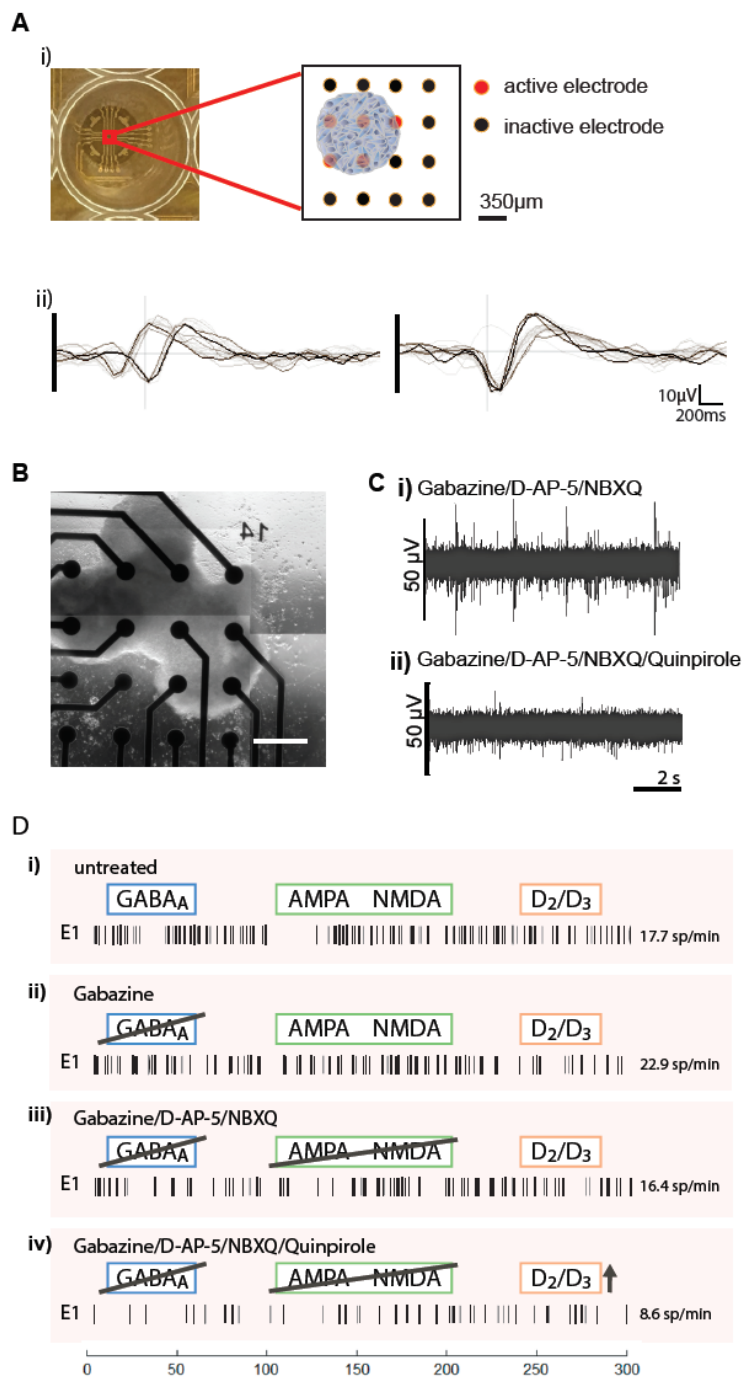 A
i)
active electrode
inactive electrode
350µm
ii)
10µV
200ms
B
14
C
i) Gabazine/D-AP-5/NBXQ
50 µV
ii) Gabazine/D-AP-5/NBXQ/Quinpirole
50 µV
2 s
D
i) untreated
GABAA AMPA NMDA D2/D3
E1 17.7 sp/min
ii) Gabazine
GABAA AMPA NMDA D2/D3
E1 22.9 sp/min
iii) Gabazine/D-AP-5/NBXQ
GABAA AMPA NMDA D2/D3
E1 16.4 sp/min
iv) Gabazine/D-AP-5/NBXQ/Quinpirole
GABAA AMPA NMDA D2/D3
E1 8.6 sp/min
0 50 100 150 200 250 300